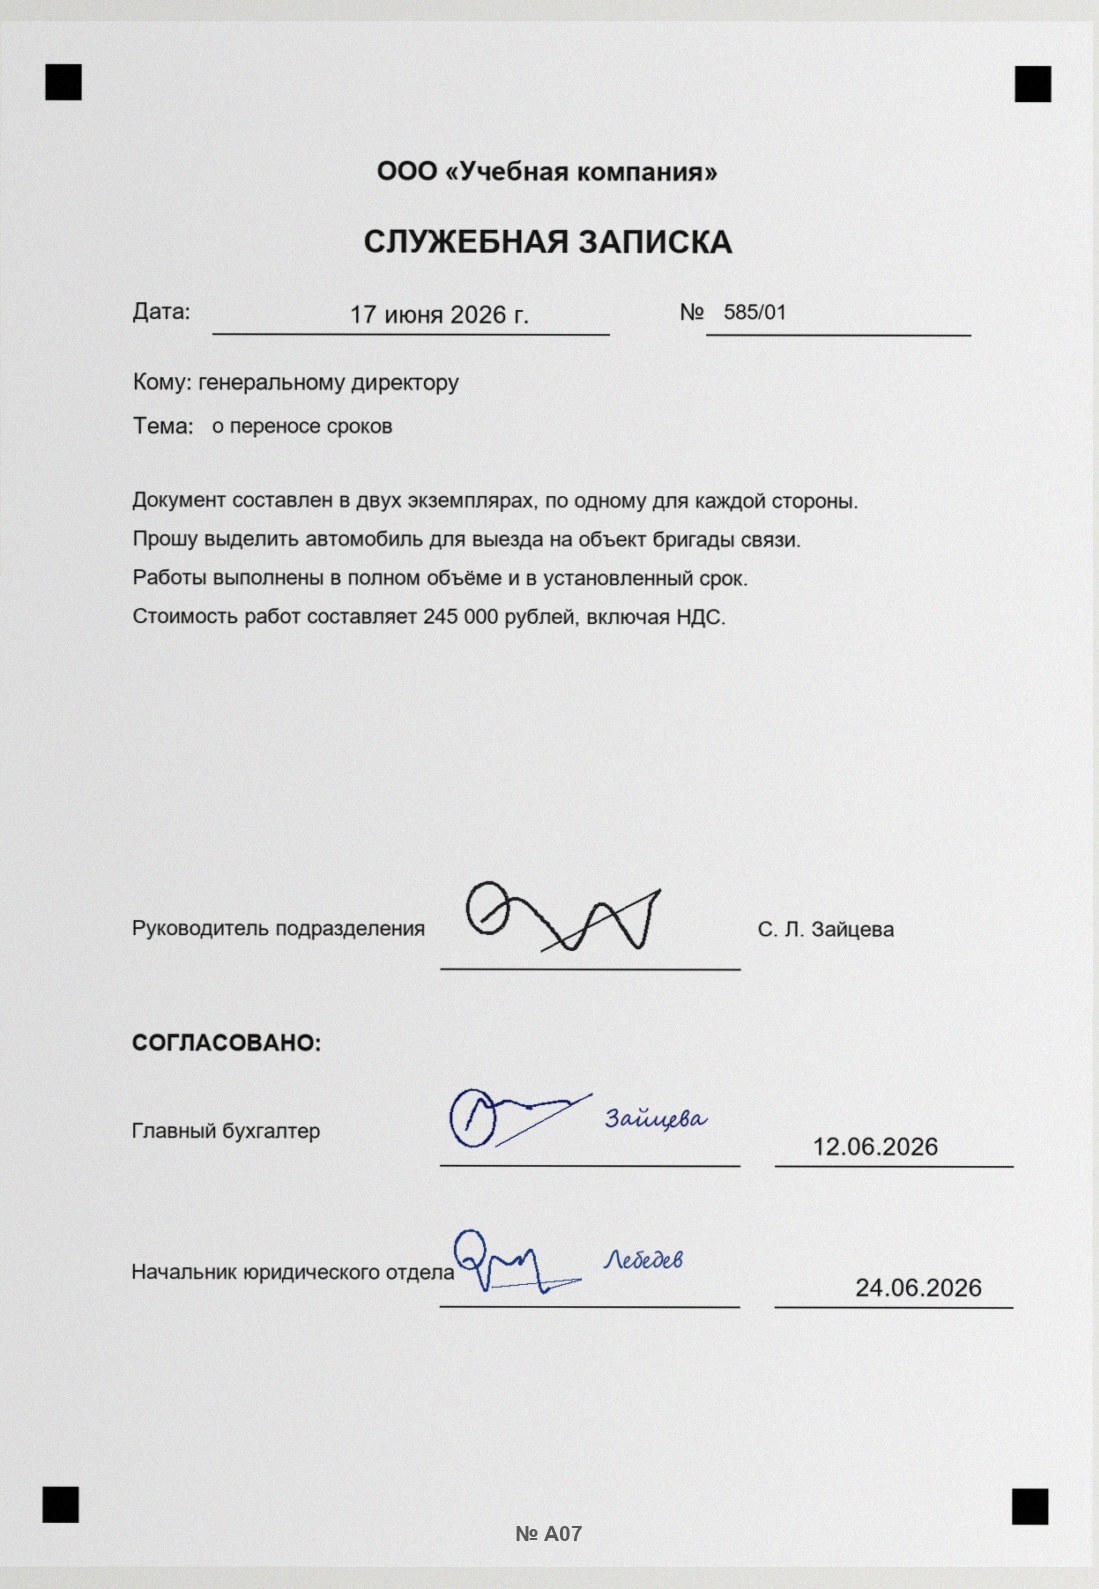 ООО «Учебная компания»
СЛУЖЕБНАЯ ЗАПИСКА
Дата: 17 июня 2026 г. № 585/01
Кому: генеральному директору
Тема: о переносе сроков
Документ составлен в двух экземплярах, по одному для каждой стороны.
Прошу выделить автомобиль для выезда на объект бригады связи.
Работы выполнены в полном объёме и в установленный срок.
Стоимость работ составляет 245 000 рублей, включая НДС.
Руководитель подразделения С. Л. Зайцева
СОГЛАСОВАНО:
Главный бухгалтер Зайцева 12.06.2026
Начальник юридического отдела Лебедев 24.06.2026
№ А07